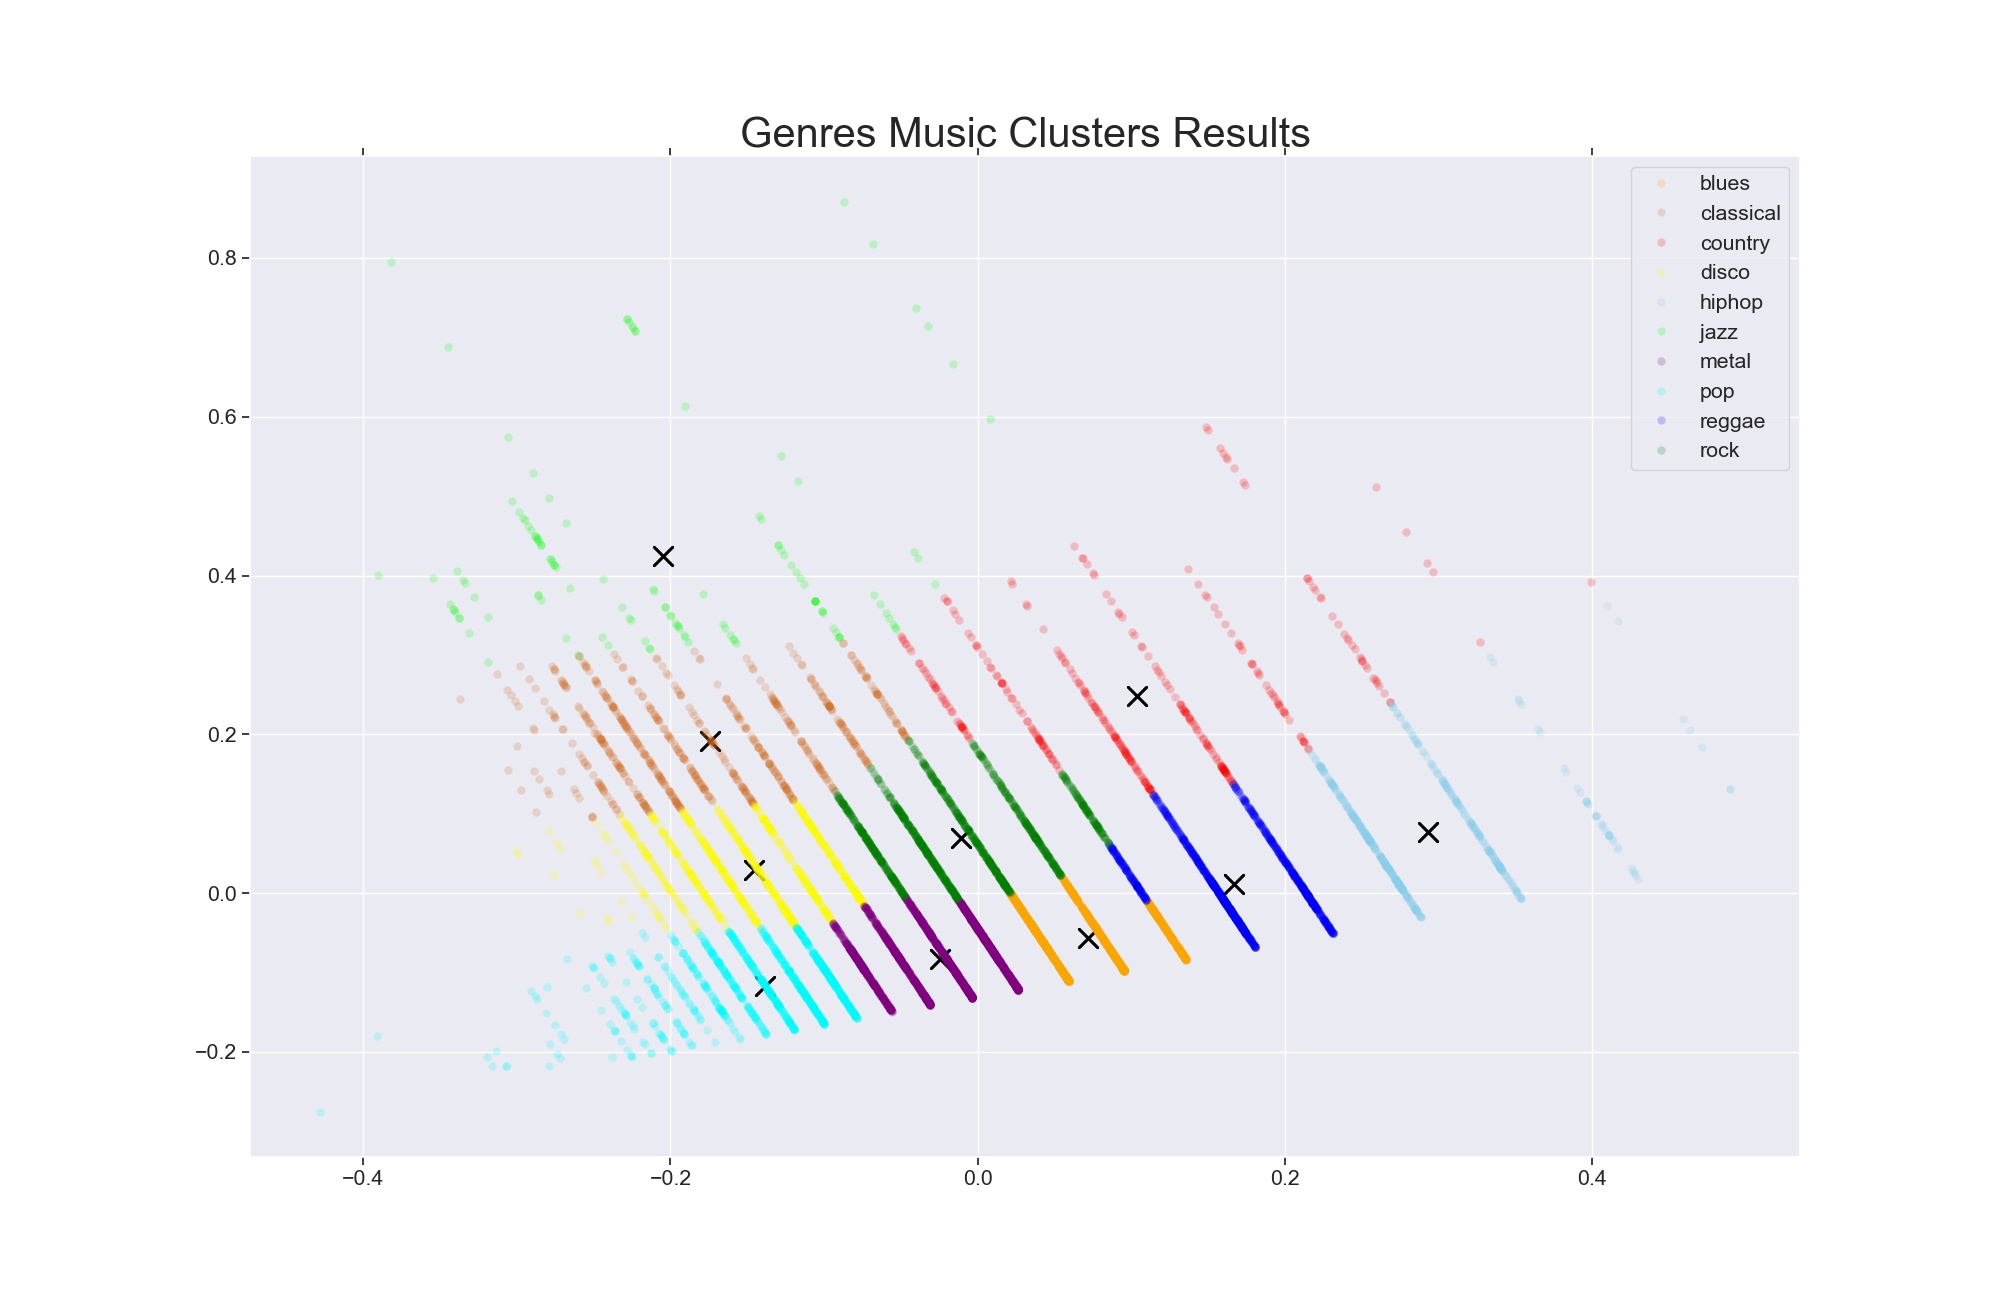 Genres Music Clusters Results
blues
classical
country
disco
hiphop
jazz
metal
pop
reggae
rock
0.8
0.6
0.4
0.2
0.0
−0.2
−0.4
−0.2
0.0
0.2
0.4